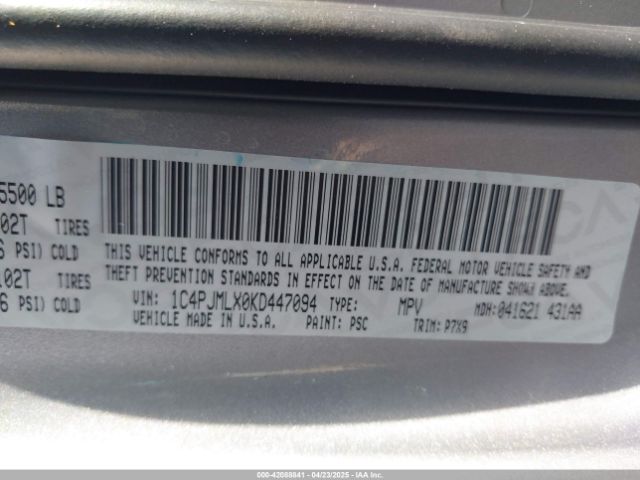 5500 LB
02T TIRES
PSI) COLD
02T TIRES
6 PSI) COLD
THIS VEHICLE CONFORMS TO ALL APPLICABLE U.S.A. FEDERAL MOTOR VEHICLE SAFETY AND
THEFT PREVENTION STANDARDS IN EFFECT ON THE DATE OF MANUFACTURE SHOWN ABOVE.
VIN: 1C4PJMLX0KD447094 TYPE: MPV MDH: 041621 431AA
VEHICLE MADE IN U.S.A. PAINT: PSC TRIM: P7X9
000-42088841 - 04/23/2025 - IAA Inc.